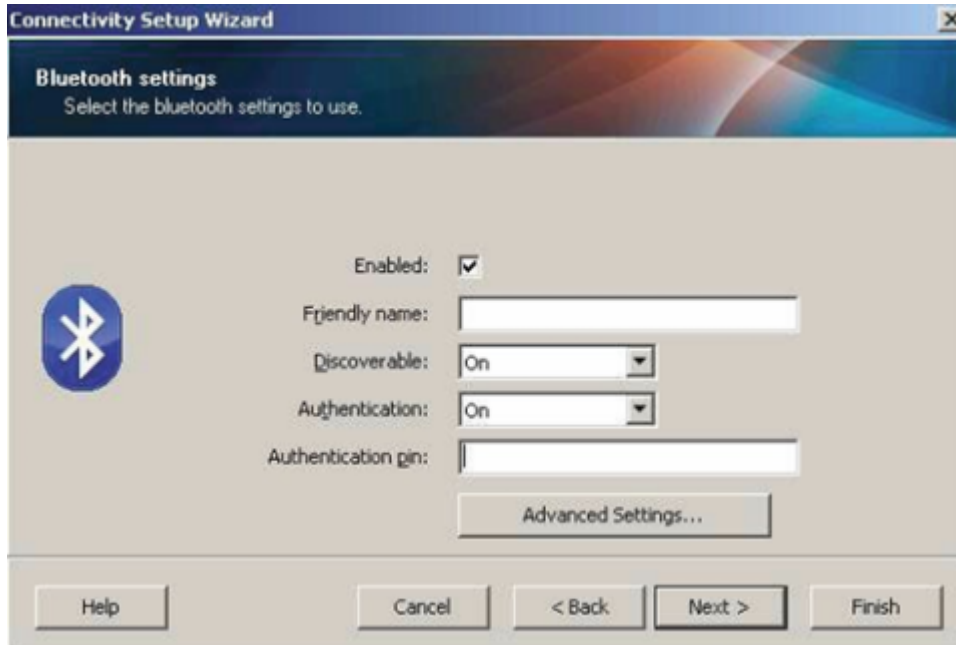 Connectivity Setup Wizard
Bluetooth settings
Select the bluetooth settings to use.
Enabled:
Friendly name:
Discoverable: On
Authentication: On
Authentication pin:
Advanced Settings...
Help Cancel < Back Next > Finish